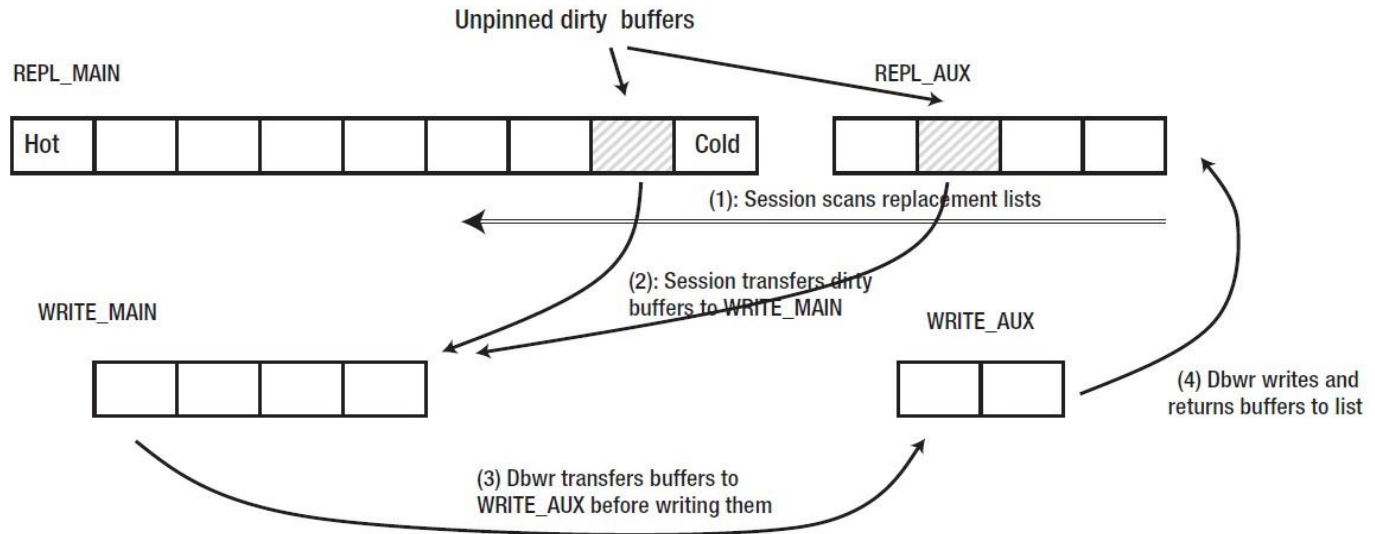 Unpinned dirty buffers
REPL_MAIN
REPL_AUX
Hot
Cold
(1): Session scans replacement lists
(2): Session transfers dirty
buffers to WRITE_MAIN
WRITE_MAIN
WRITE_AUX
(4) Dbwr writes and
returns buffers to list
(3) Dbwr transfers buffers to
WRITE_AUX before writing them